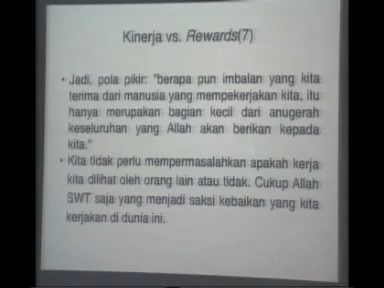 Kinerja vs. Rewards(7)
• Jadi, pola pikir: "berapa pun imbalan yang kita
terima dari manusia yang mempekerjakan kita, itu
hanya merupakan bagian kecil dari anugerah
keseluruhan yang Allah akan berikan kepada
kita."
• Kita tidak perlu mempermasalahkan apakah kerja
kita dilihat oleh orang lain atau tidak. Cukup Allah
SWT saja yang menjadi saksi kebaikan yang kita
kerjakan di dunia ini.